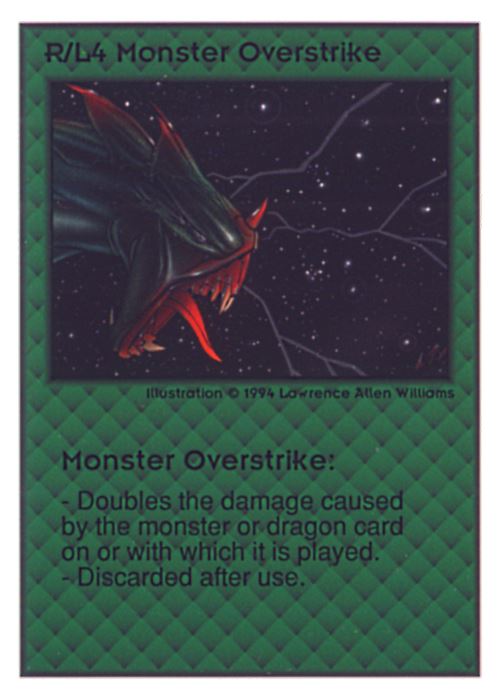 R/L4 Monster Overstrike
Illustration © 1994 Lawrence Allen Williams
Monster Overstrike:
- Doubles the damage caused
by the monster or dragon card
on or with which it is played.
- Discarded after use.